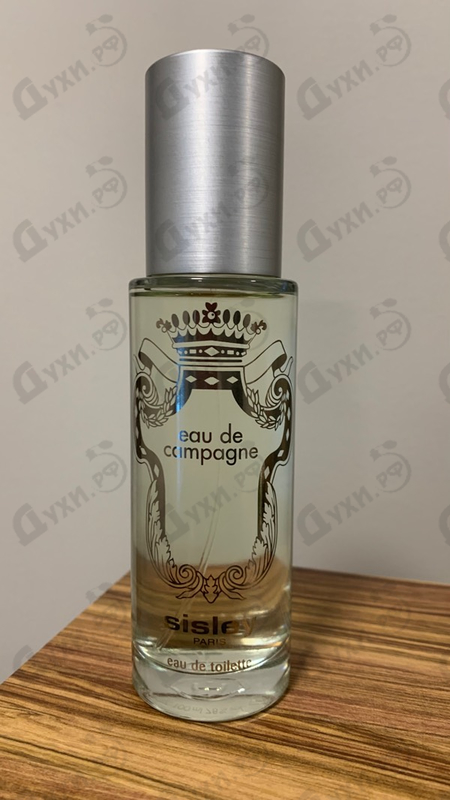 eau de
campagne
sisley
PARIS
eau de toilette
Духи.рф